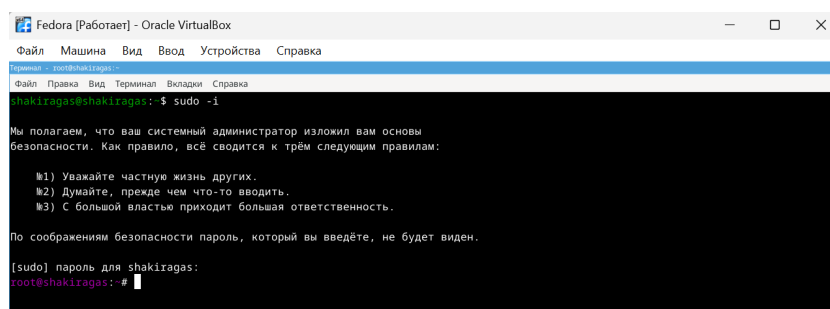 Fedora [Работает] - Oracle VirtualBox
Файл Машина Вид Ввод Устройства Справка
Терминал - root@shakiragas:~
Файл Правка Вид Терминал Вкладки Справка
shakiragas@shakiragas:~$ sudo -i
Мы полагаем, что ваш системный администратор изложил вам основы
безопасности. Как правило, всё сводится к трём следующим правилам:
№1) Уважайте частную жизнь других.
№2) Думайте, прежде чем что-то вводить.
№3) С большой властью приходит большая ответственность.
По соображениям безопасности пароль, который вы введёте, не будет виден.
[sudo] пароль для shakiragas:
root@shakiragas:~#